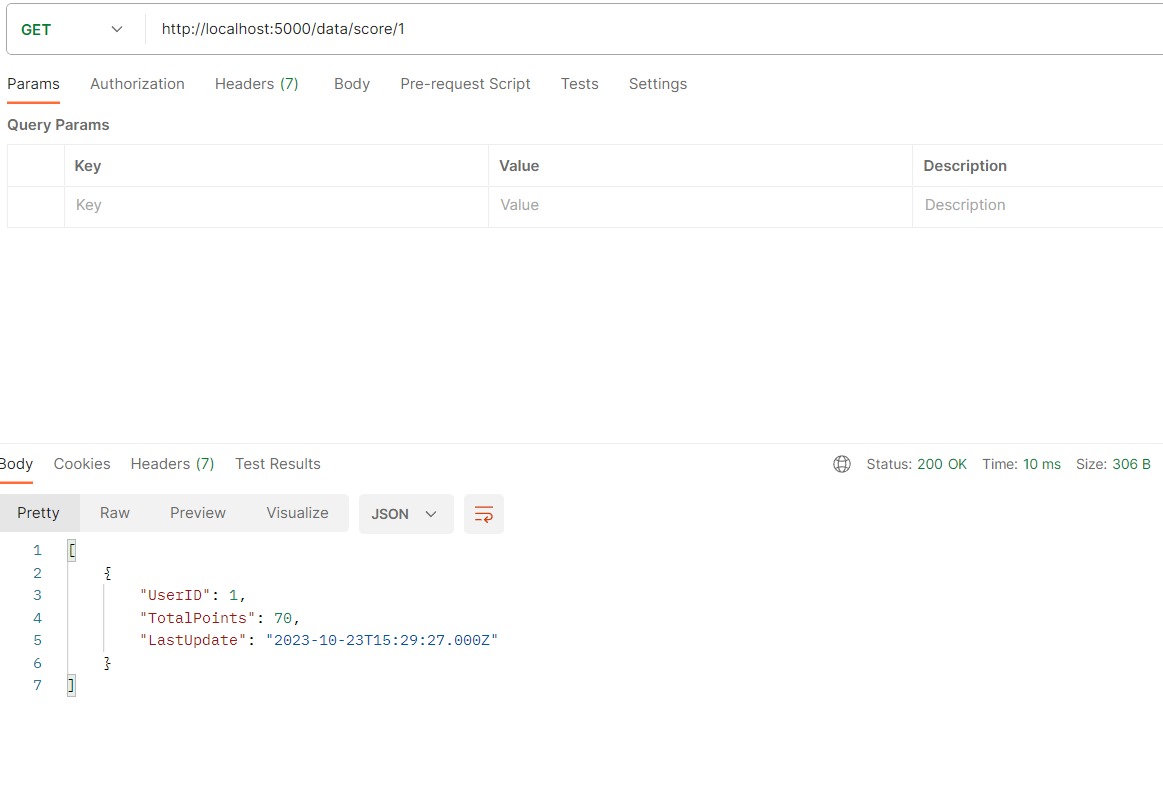 GET http://localhost:5000/data/score/1
Params Authorization Headers (7) Body Pre-request Script Tests Settings
Query Params
Key Value Description
Key Value Description
Body Cookies Headers (7) Test Results Status: 200 OK Time: 10 ms Size: 306 B
Pretty Raw Preview Visualize JSON
1 [
2 {
3 "UserID": 1,
4 "TotalPoints": 70,
5 "LastUpdate": "2023-10-23T15:29:27.000Z"
6 }
7 ]